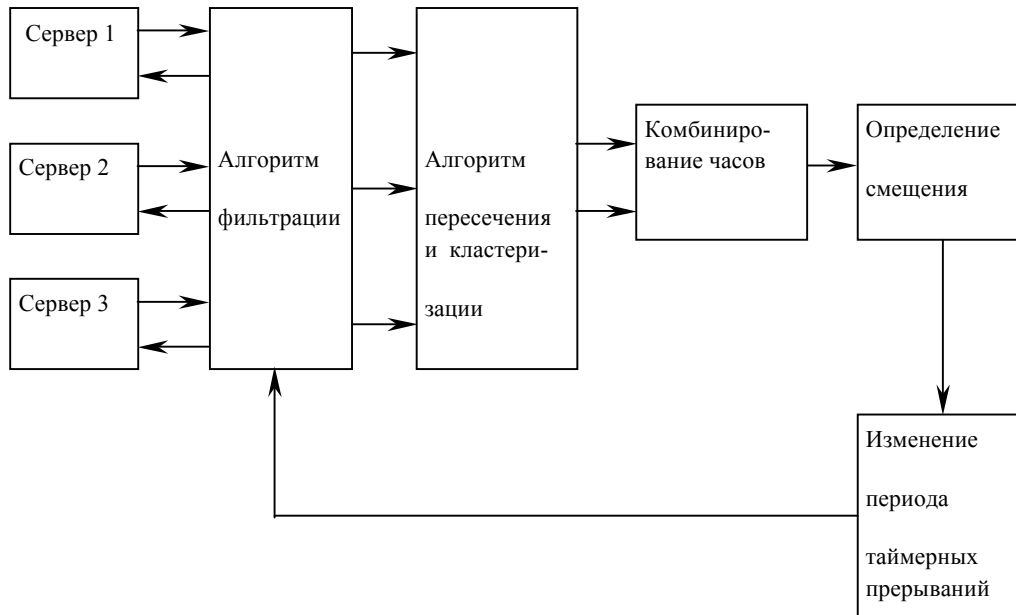 Сервер 1
Сервер 2
Сервер 3
Алгоритм
фильтрации
Алгоритм
пересечения
и кластери-
зации
Комбиниро-
вание часов
Определение
смещения
Изменение
периода
таймерных
прерываний